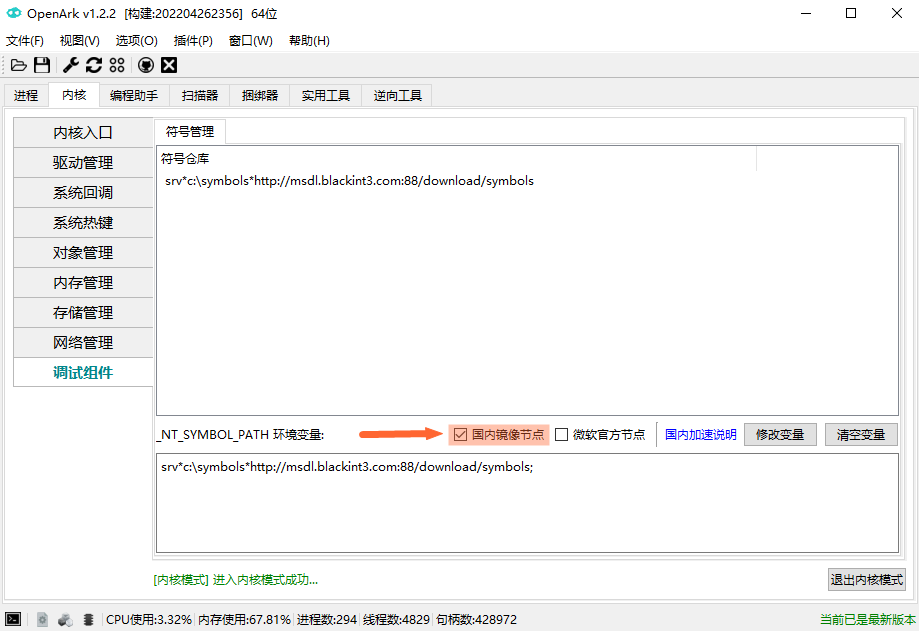 OpenArk v1.2.2 [构建:202204262356] 64位
文件(F) 视图(V) 选项(O) 插件(P) 窗口(W) 帮助(H)
进程 内核 编程助手 扫描器 捆绑器 实用工具 逆向工具
内核入口
驱动管理
系统回调
系统热键
对象管理
内存管理
存储管理
网络管理
调试组件
符号管理
符号仓库
srv*c:\symbols*http://msdl.blackint3.com:88/download/symbols
_NT_SYMBOL_PATH 环境变量: 国内镜像节点 微软官方节点 国内加速说明 修改变量 清空变量
srv*c:\symbols*http://msdl.blackint3.com:88/download/symbols;
[内核模式] 进入内核模式成功... 退出内核模式
CPU使用:3.32% 内存使用:67.81% 进程数:294 线程数:4829 句柄数:428972 当前已是最新版本